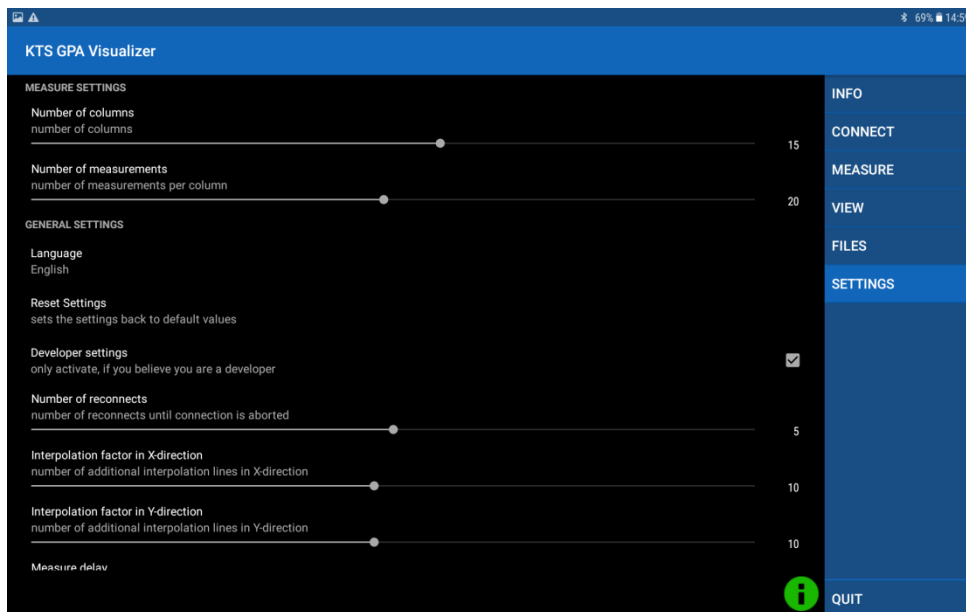 69% 14:59
KTS GPA Visualizer
MEASURE SETTINGS
Number of columns
number of columns
15
Number of measurements
number of measurements per column
20
GENERAL SETTINGS
Language
English
Reset Settings
sets the settings back to default values
Developer settings
only activate, if you believe you are a developer
Number of reconnects
number of reconnects until connection is aborted
5
Interpolation factor in X-direction
number of additional interpolation lines in X-direction
10
Interpolation factor in Y-direction
number of additional interpolation lines in Y-direction
10
Measure delay
INFO
CONNECT
MEASURE
VIEW
FILES
SETTINGS
QUIT